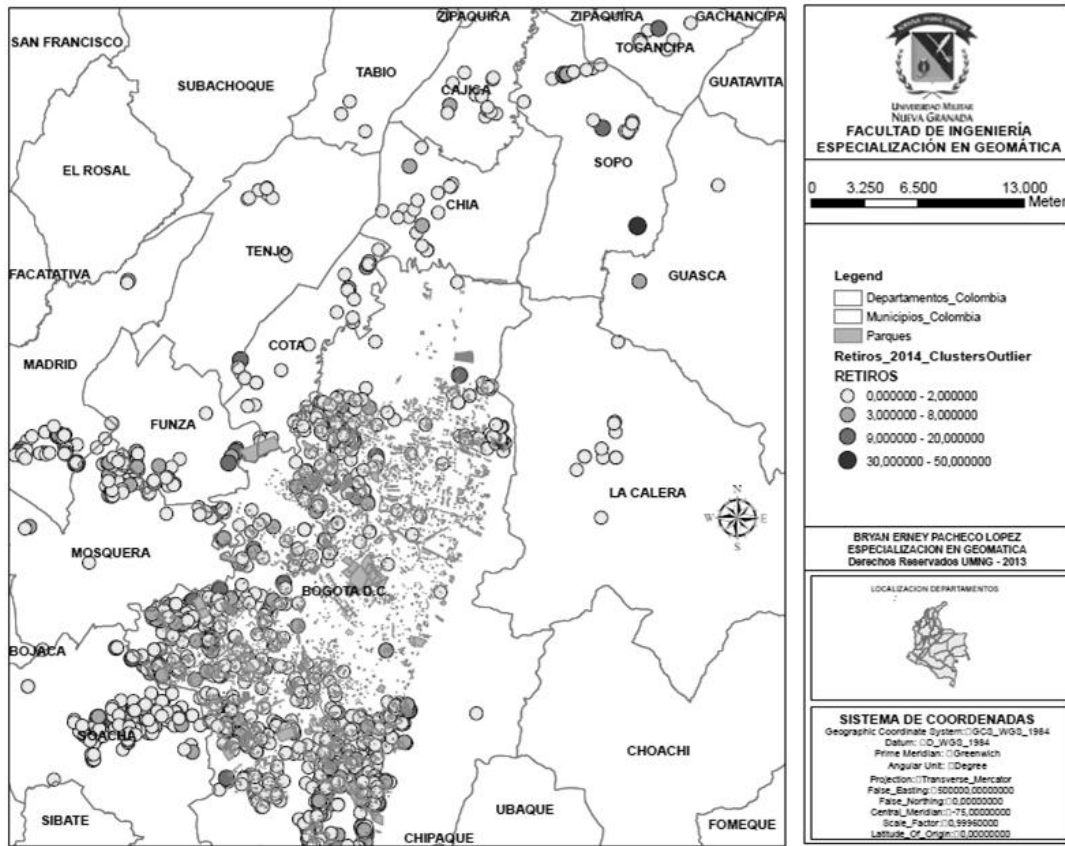 ZIPAQUIRA
ZIPAQUIRA
GACHANCIPA
SAN FRANCISCO
TOGANCIPA
TABIO
SUBACHOQUE
CAJICA
GUATAVITA
EL ROSAL
SOPO
CHIA
TENJO
FACATATIVA
GUASCA
COTA
MADRID
FUNZA
LA CALERA
MOSQUERA
BOGOTA D.C.
BOJACA
SOACHA
CHOACHI
UBAQUE
SIBATE
CHIPAQUE
FOMEQUE
N
W
E
S
UNIVERSIDAD MILITAR
NUEVA GRANADA
FACULTAD DE INGENIERÍA
ESPECIALIZACIÓN EN GEOMÁTICA
0 3.250 6.500 13.000
Meter
Legend
Departamentos_Colombia
Municipios_Colombia
Parques
Retiros_2014_ClustersOutlier
RETIROS
0,000000 - 2,000000
3,000000 - 8,000000
9,000000 - 20,000000
30,000000 - 50,000000
BRYAN ERNEY PACHECO LOPEZ
ESPECIALIZACION EN GEOMATICA
Derechos Reservados UMNG - 2013
LOCALIZACION DEPARTAMENTOS
SISTEMA DE COORDENADAS
Geographic Coordinate System:□GCS_WGS_1984
Datum: □D_WGS_1984
Prime Meridian: □Greenwich
Angular Unit: □Degree
Projection:□Transverse_Mercator
False_Easting:□500000,00000000
False_Northing:□0,00000000
Central_Meridian:□-75,00000000
Scale_Factor:□0,99960000
Latitude_Of_Origin:□0,00000000